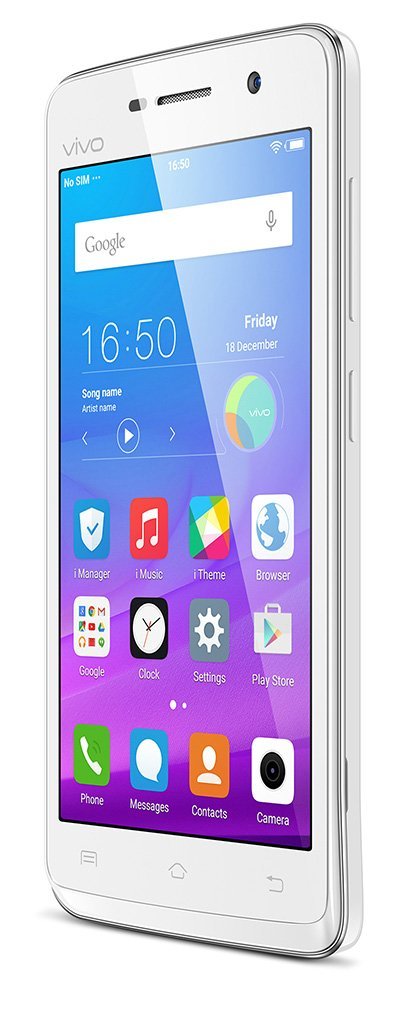 vivo
No SIM ···
16:50
Google
16:50
Friday
18 December
Song name
Artist name
vivo
i Manager
i Music
i Theme
Browser
Google
Clock
Settings
Play Store
Phone
Messages
Contacts
Camera